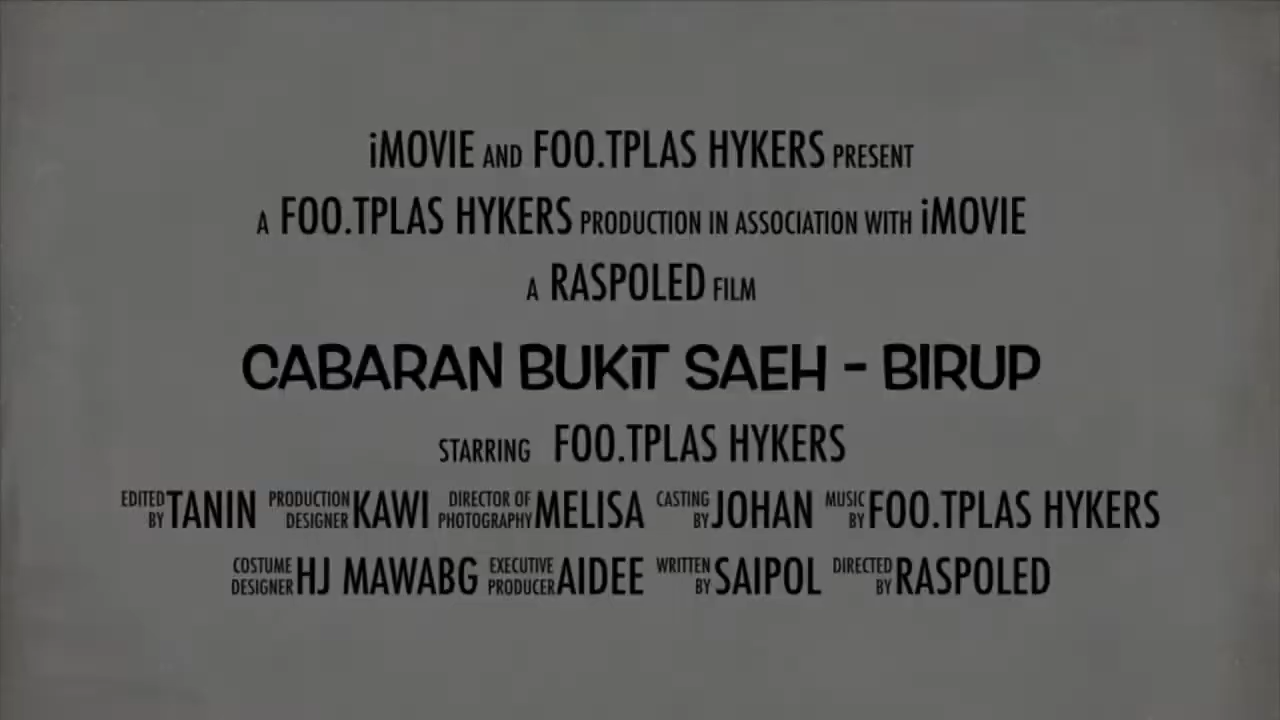 iMOVIE AND FOO.TPLAS HYKERS PRESENT
A FOO.TPLAS HYKERS PRODUCTION IN ASSOCIATION WITH iMOVIE
A RASPOLED FILM
CABARAN BUKiT SAEH - BIRUP
STARRING FOO.TPLAS HYKERS
EDITED BY TANIN PRODUCTION DESIGNER KAWI DIRECTOR OF PHOTOGRAPHY MELISA CASTING BY JOHAN MUSIC BY FOO.TPLAS HYKERS
COSTUME DESIGNER HJ MAWABG EXECUTIVE PRODUCER AIDEE WRITTEN BY SAIPOL DIRECTED BY RASPOLED